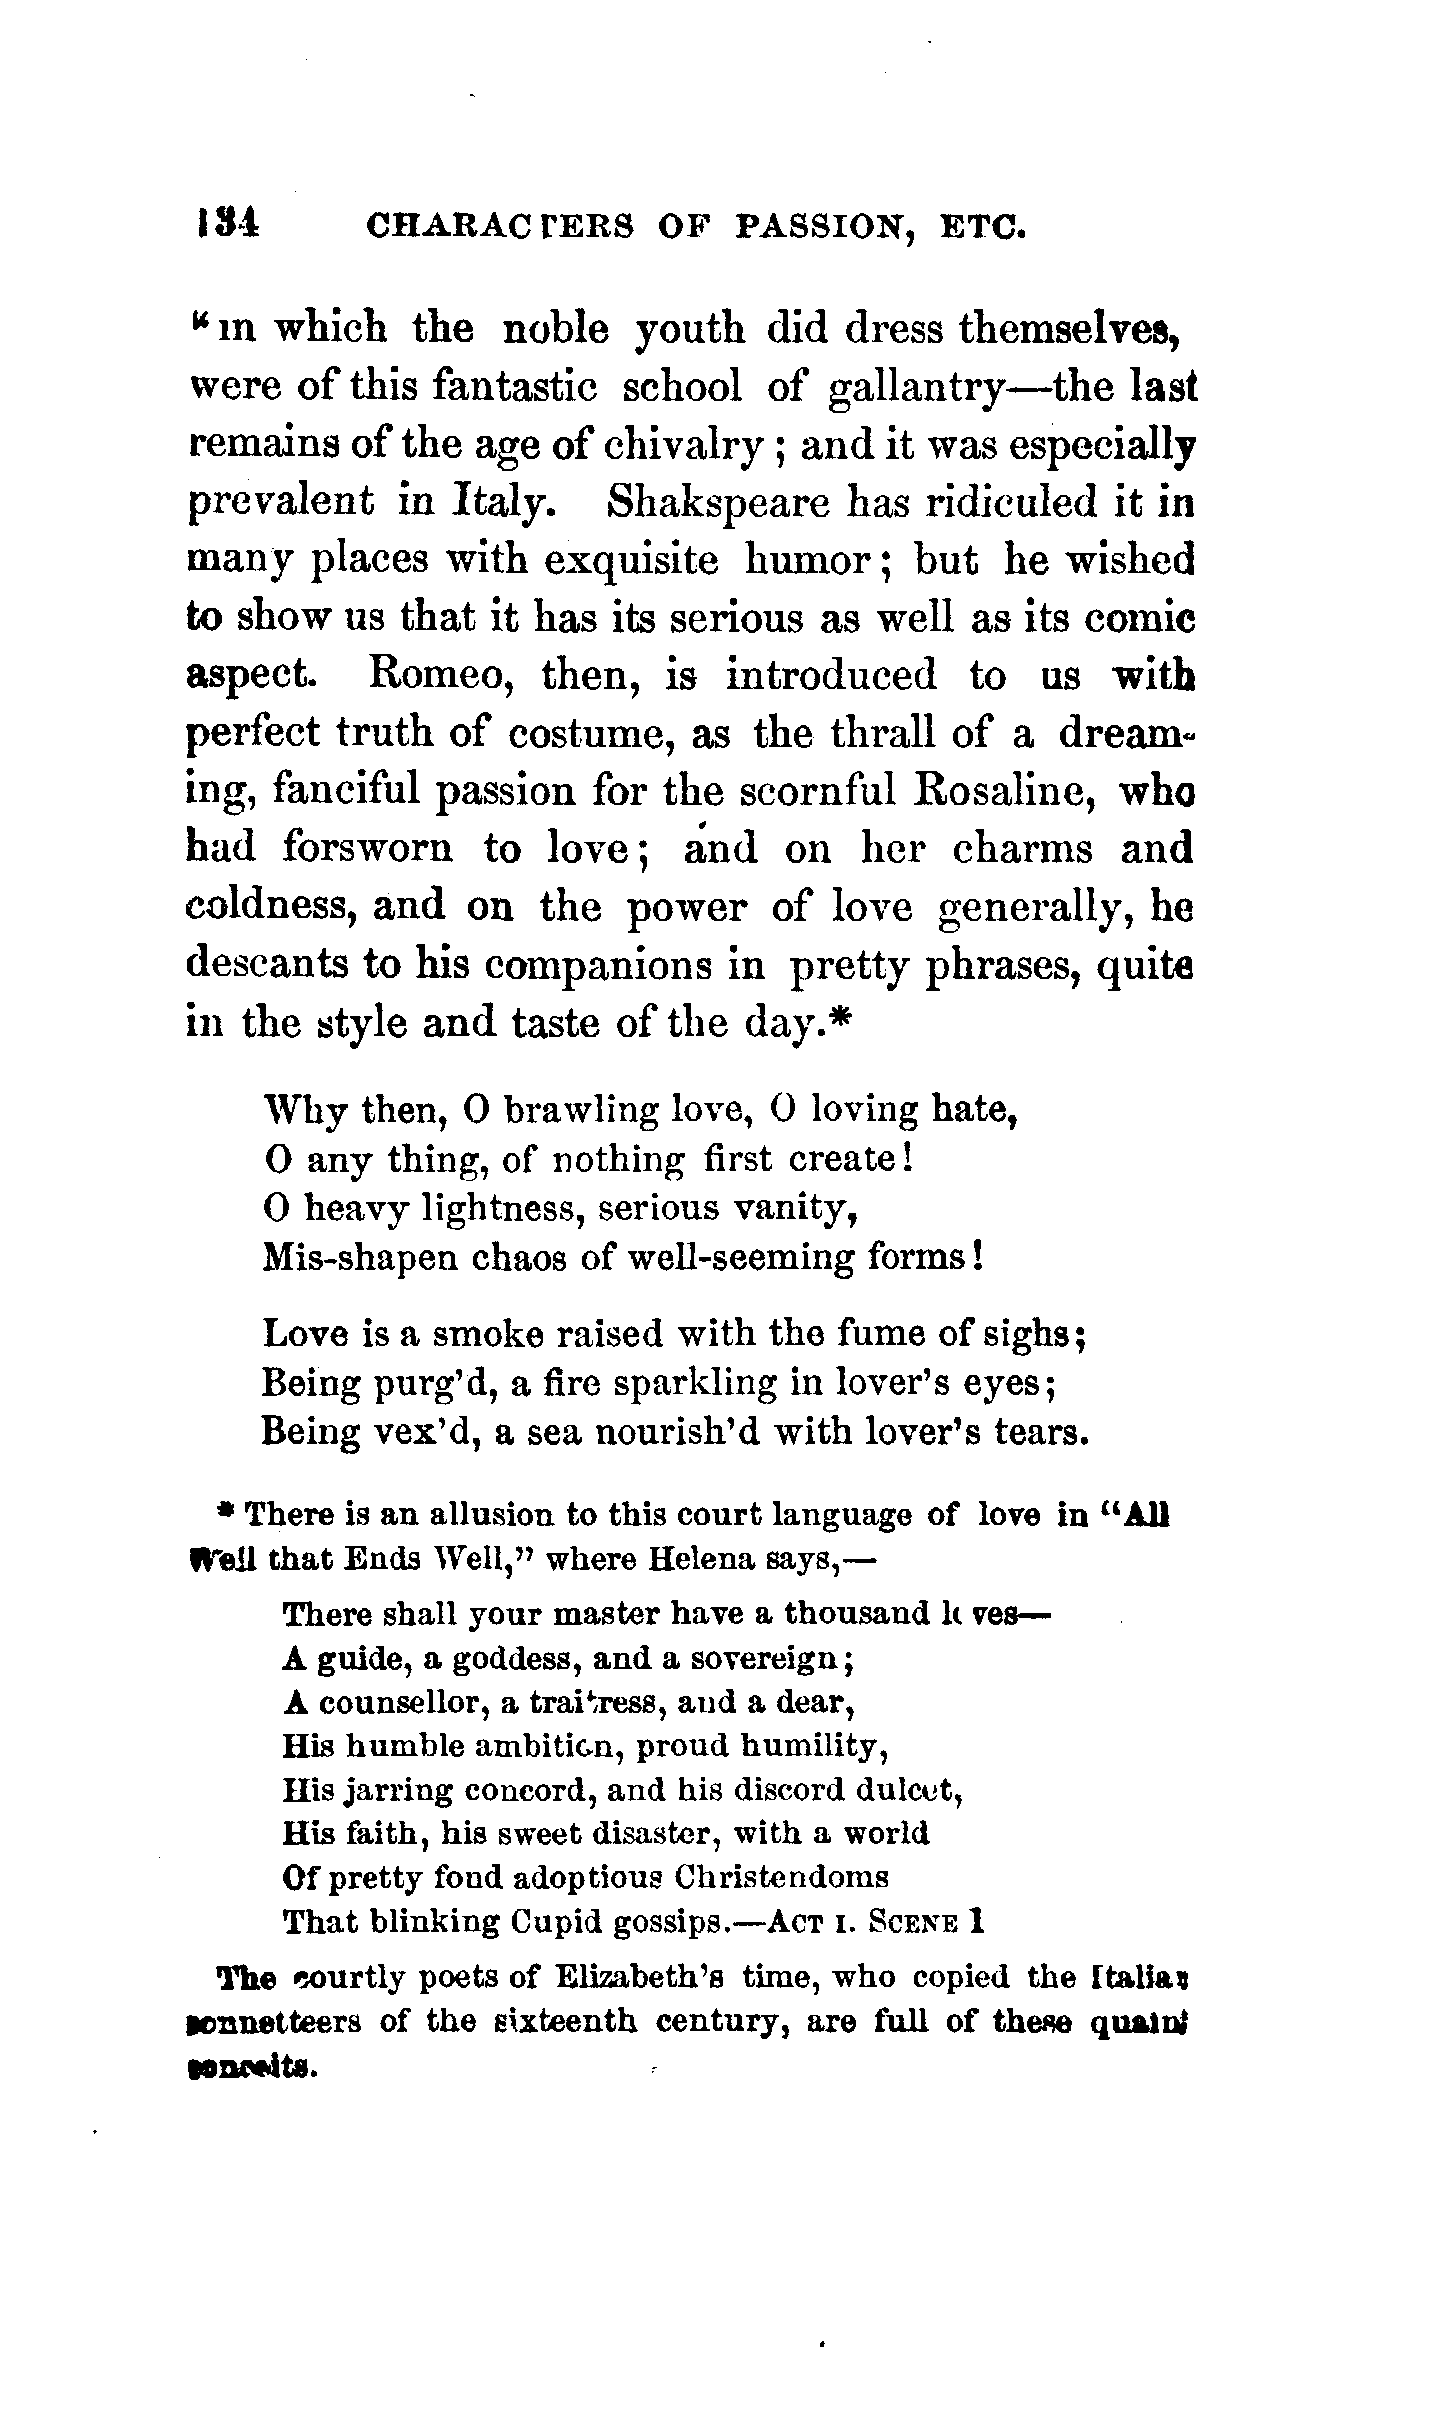 134 CHARACTERS OF PASSION, ETC.
"in which the noble youth did dress themselves,
were of this fantastic school of gallantry—the last
remains of the age of chivalry; and it was especially
prevalent in Italy. Shakspeare has ridiculed it in
many places with exquisite humor; but he wished
to show us that it has its serious as well as its comic
aspect. Romeo, then, is introduced to us with
perfect truth of costume, as the thrall of a dream-
ing, fanciful passion for the scornful Rosaline, who
had forsworn to love; and on her charms and
coldness, and on the power of love generally, he
descants to his companions in pretty phrases, quite
in the style and taste of the day.*
Why then, O brawling love, O loving hate,
O any thing, of nothing first create!
O heavy lightness, serious vanity,
Mis-shapen chaos of well-seeming forms!
Love is a smoke raised with the fume of sighs;
Being purg'd, a fire sparkling in lover's eyes;
Being vex'd, a sea nourish'd with lover's tears.
* There is an allusion to this court language of love in "All
Well that Ends Well," where Helena says,—
There shall your master have a thousand loves—
A guide, a goddess, and a sovereign;
A counsellor, a traitress, and a dear,
His humble ambition, proud humility,
His jarring concord, and his discord dulcet,
His faith, his sweet disaster, with a world
Of pretty fond adoptious Christendoms
That blinking Cupid gossips.—ACT I. SCENE 1
The courtly poets of Elizabeth's time, who copied the Italian
sonnetteers of the sixteenth century, are full of these quaint
conceits.